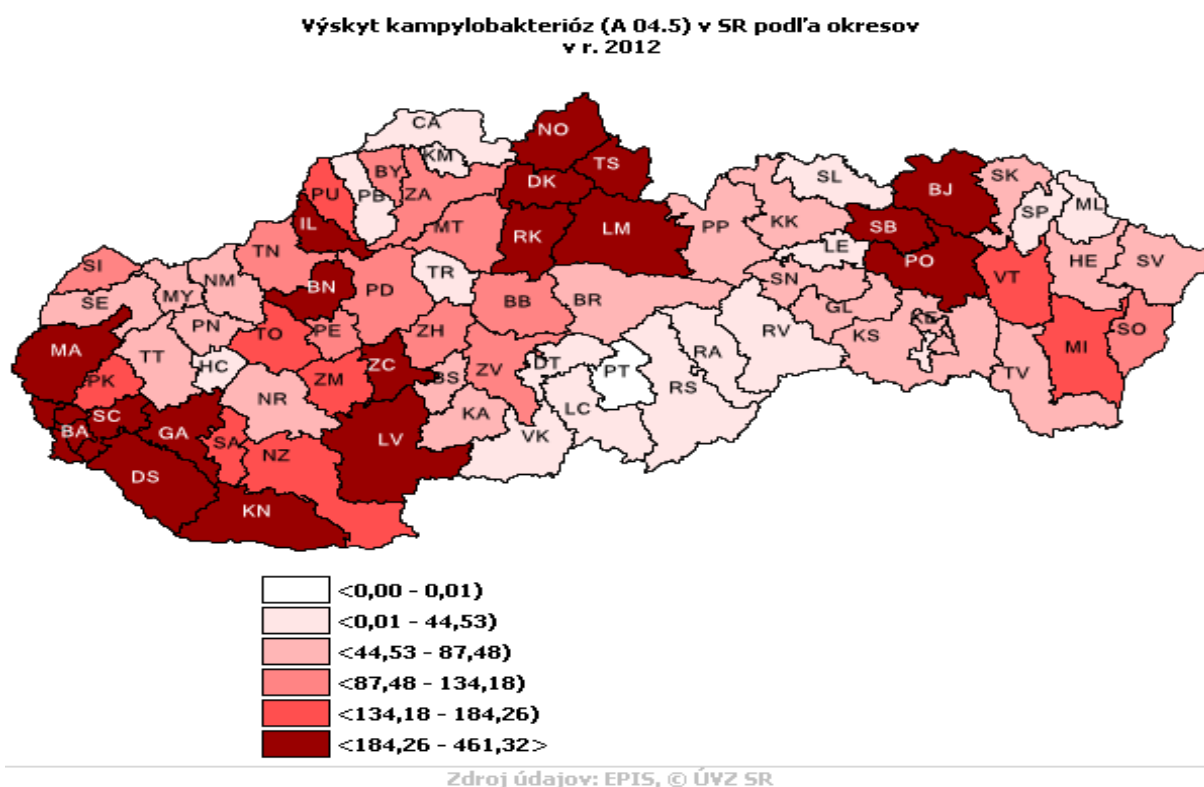 Výskyt kampylobakterióz (A 04.5) v SR podľa okresov
v r. 2012
CA
NO
KM
TS
BY
PU
PB
ZA
DK
SL
BJ
SK
SP
ML
IL
MT
RK
LM
PP
KK
SB
LE
PO
HE
SV
TN
SI
NM
BN
PD
TR
BB
BR
SN
VT
SE
MY
PN
TO
PE
ZH
GL
RV
KS
KE
SO
MI
MA
TT
HC
PK
ZM
ZC
BS
ZV
DT
PT
RA
RS
TV
NR
KA
LC
VK
BA
SC
GA
SA
NZ
LV
DS
KN
<0,00 - 0,01)
<0,01 - 44,53)
<44,53 - 87,48)
<87,48 - 134,18)
<134,18 - 184,26)
<184,26 - 461,32>
Zdroj údajov: EPIS, © ÚVZ SR